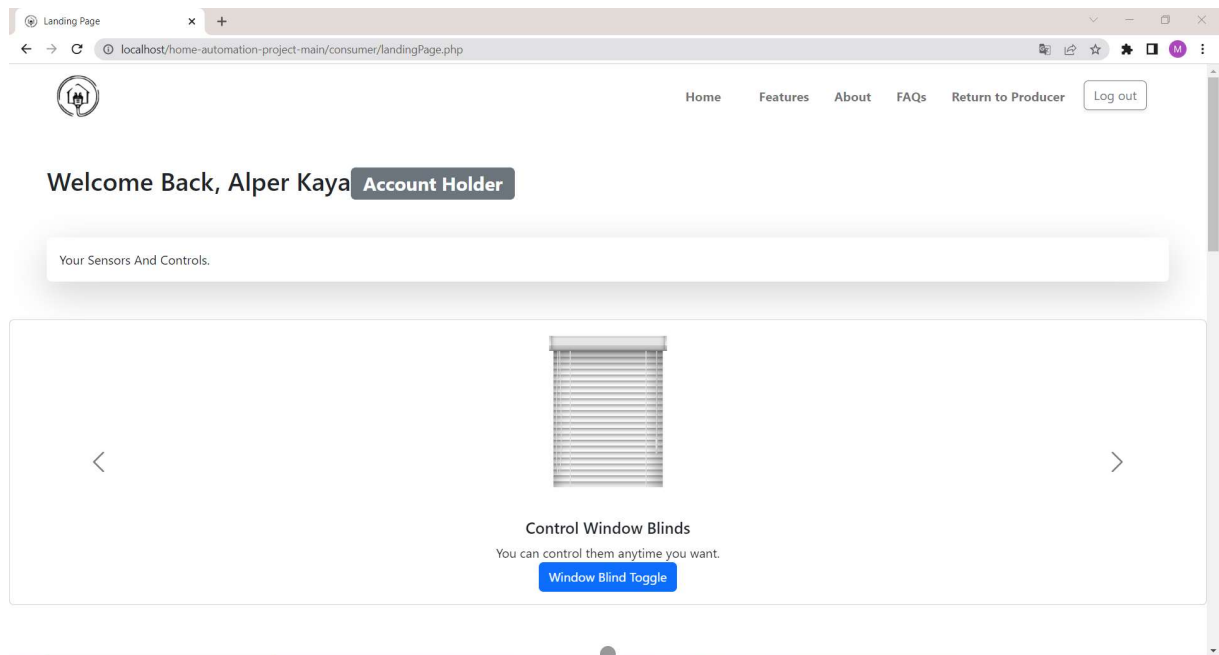 Landing Page
localhost/home-automation-project-main/consumer/landingPage.php
M
Home Features About FAQs Return to Producer Log out
Welcome Back, Alper Kaya Account Holder
Your Sensors And Controls.
Control Window Blinds
You can control them anytime you want.
Window Blind Toggle